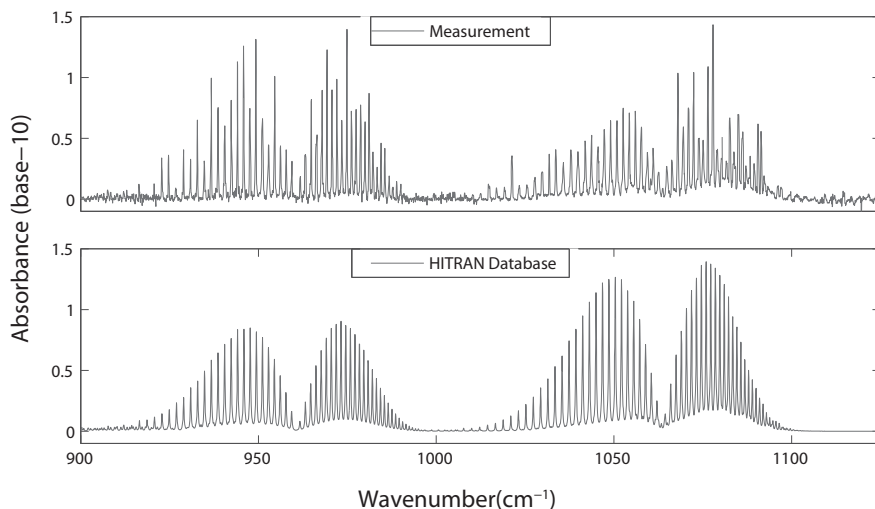 1.5
Measurement
1
0.5
0
Absorbance (base−10)
1.5
HITRAN Database
1
0.5
0
900 950 1000 1050 1100
Wavenumber(cm⁻¹)